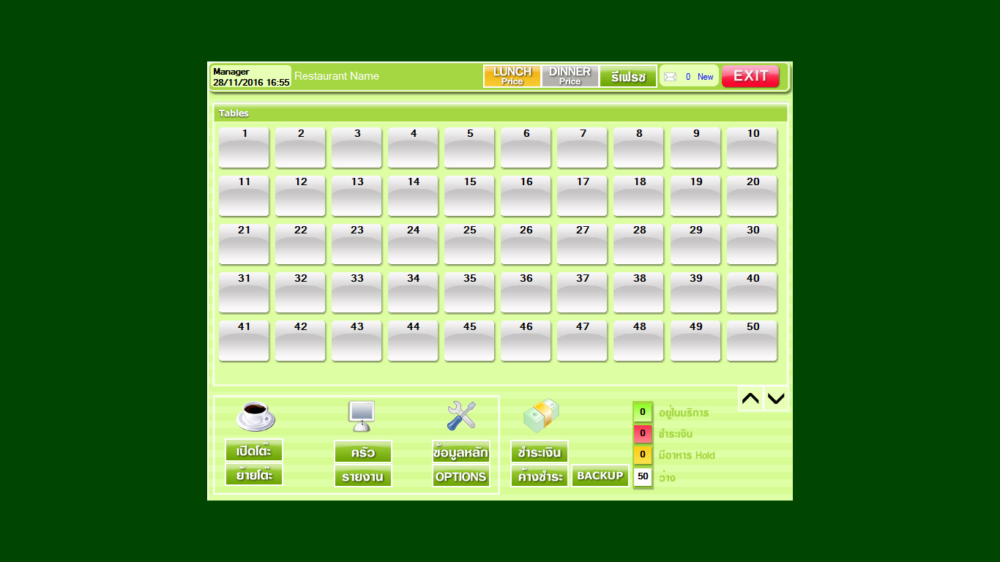 Manager
28/11/2016 16:55
Restaurant Name
LUNCH
Price
DINNER
Price
รีเฟรช
0 New
EXIT
Tables
1 2 3 4 5 6 7 8 9 10
11 12 13 14 15 16 17 18 19 20
21 22 23 24 25 26 27 28 29 30
31 32 33 34 35 36 37 38 39 40
41 42 43 44 45 46 47 48 49 50
เปิดโต๊ะ
ย้ายโต๊ะ
ครัว
รายงาน
ข้อมูลหลัก
OPTIONS
ชำระเงิน
ค้างชำระ
BACKUP
0 อยู่ในบริการ
0 ชำระเงิน
0 มีอาหาร Hold
50 ว่าง